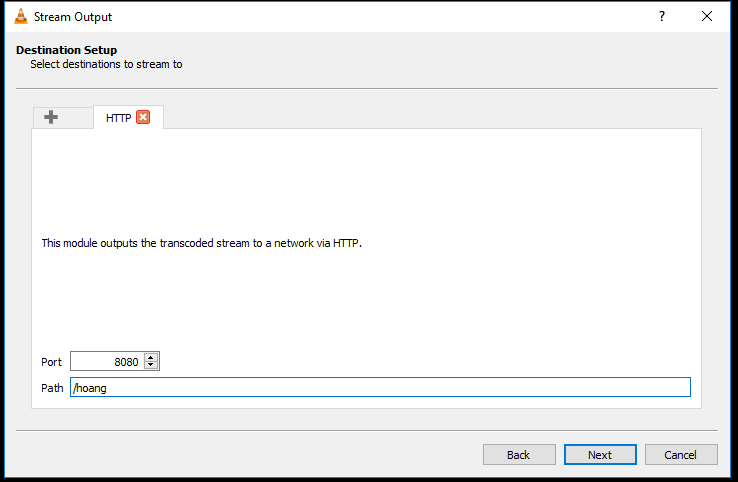 Stream Output
?
Destination Setup
Select destinations to stream to
HTTP
This module outputs the transcoded stream to a network via HTTP.
Port 8080
Path /hoang
Back Next Cancel